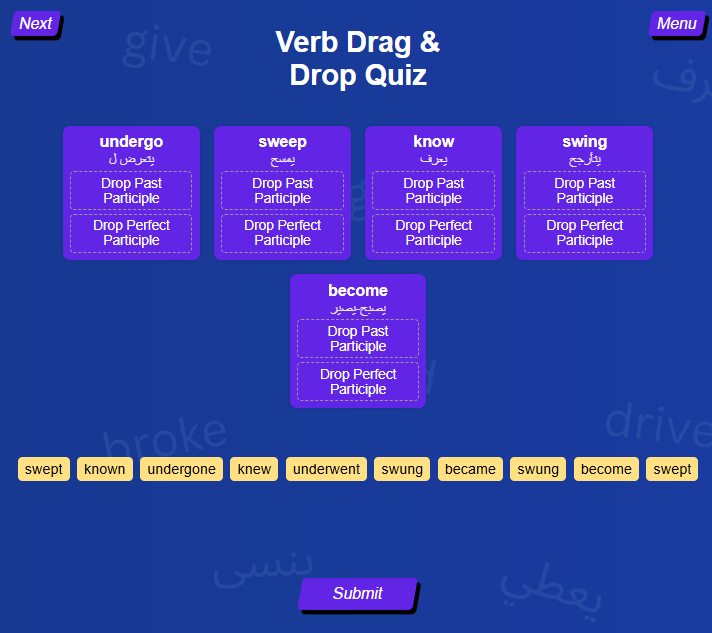 Next
Menu
give
Verb Drag &
Drop Quiz
undergo
يتعرض ل
Drop Past
Participle
Drop Perfect
Participle
sweep
يمسح
Drop Past
Participle
Drop Perfect
Participle
know
يعرف
Drop Past
Participle
Drop Perfect
Participle
swing
يتأرجح
Drop Past
Participle
Drop Perfect
Participle
become
يصبح-يصير
Drop Past
Participle
Drop Perfect
Participle
broke
drive
swept
known
undergone
knew
underwent
swung
became
swung
become
swept
ينسى
يعطي
Submit